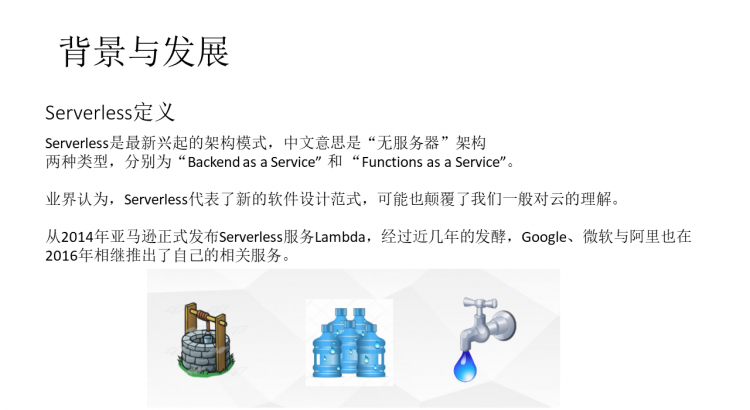 背景与发展
Serverless定义
Serverless是最新兴起的架构模式，中文意思是“无服务器”架构
两种类型，分别为“Backend as a Service” 和 “Functions as a Service”。
业界认为，Serverless代表了新的软件设计范式，可能也颠覆了我们一般对云的理解。
从2014年亚马逊正式发布Serverless服务Lambda，经过近几年的发酵，Google、微软与阿里也在
2016年相继推出了自己的相关服务。